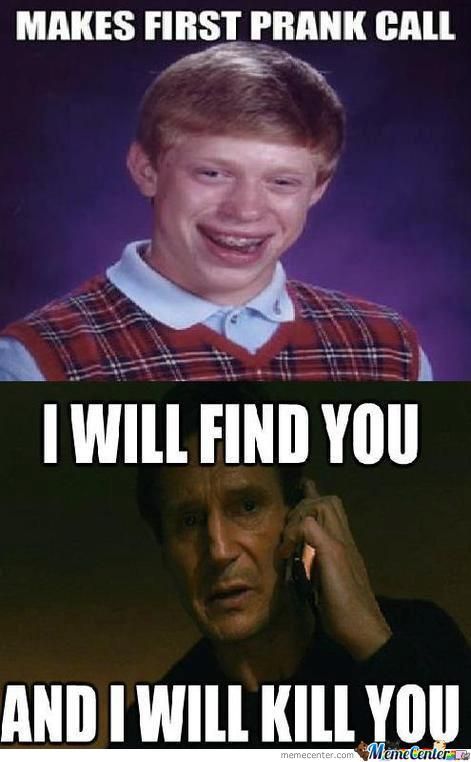 MAKES FIRST PRANK CALL
I WILL FIND YOU
AND I WILL KILL YOU
memecenter.com MemeCenter